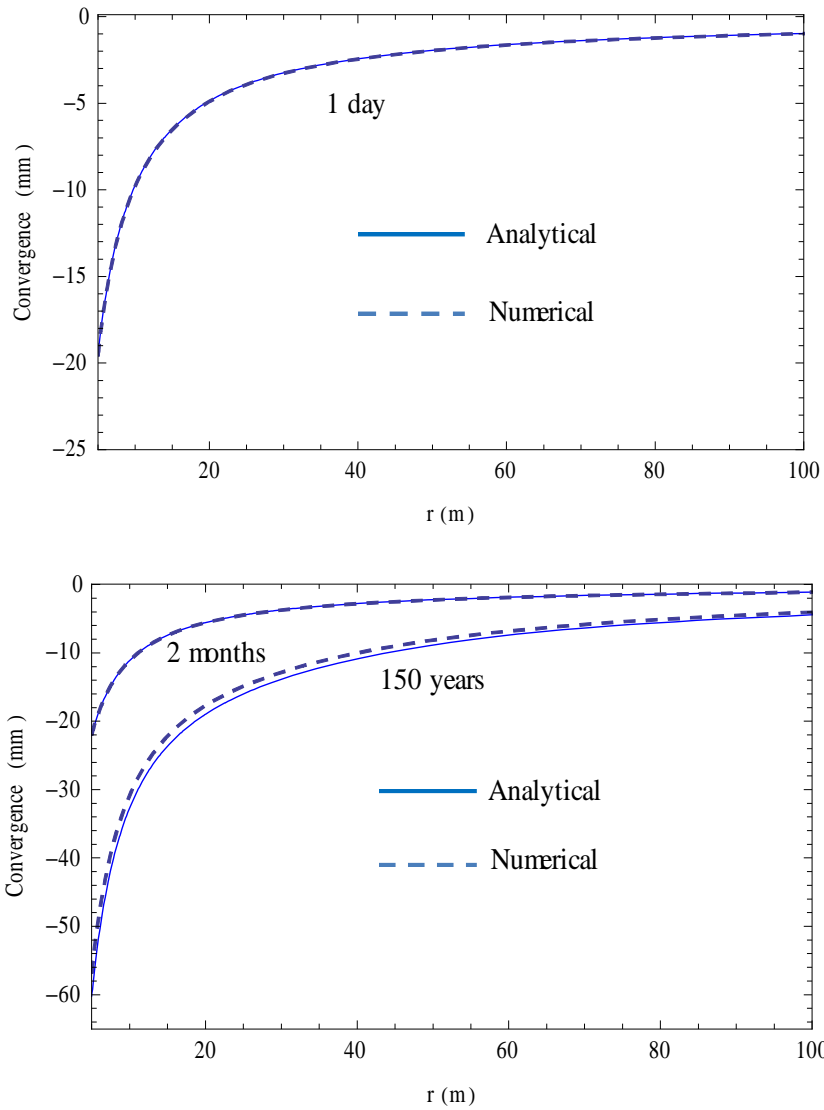 0
−5
−10
−15
−20
−25
Convergence (mm)
1 day
Analytical
Numerical
20
40
60
80
100
r (m)
0
−10
−20
−30
−40
−50
−60
Convergence (mm)
2 months
150 years
Analytical
Numerical
20
40
60
80
100
r (m)